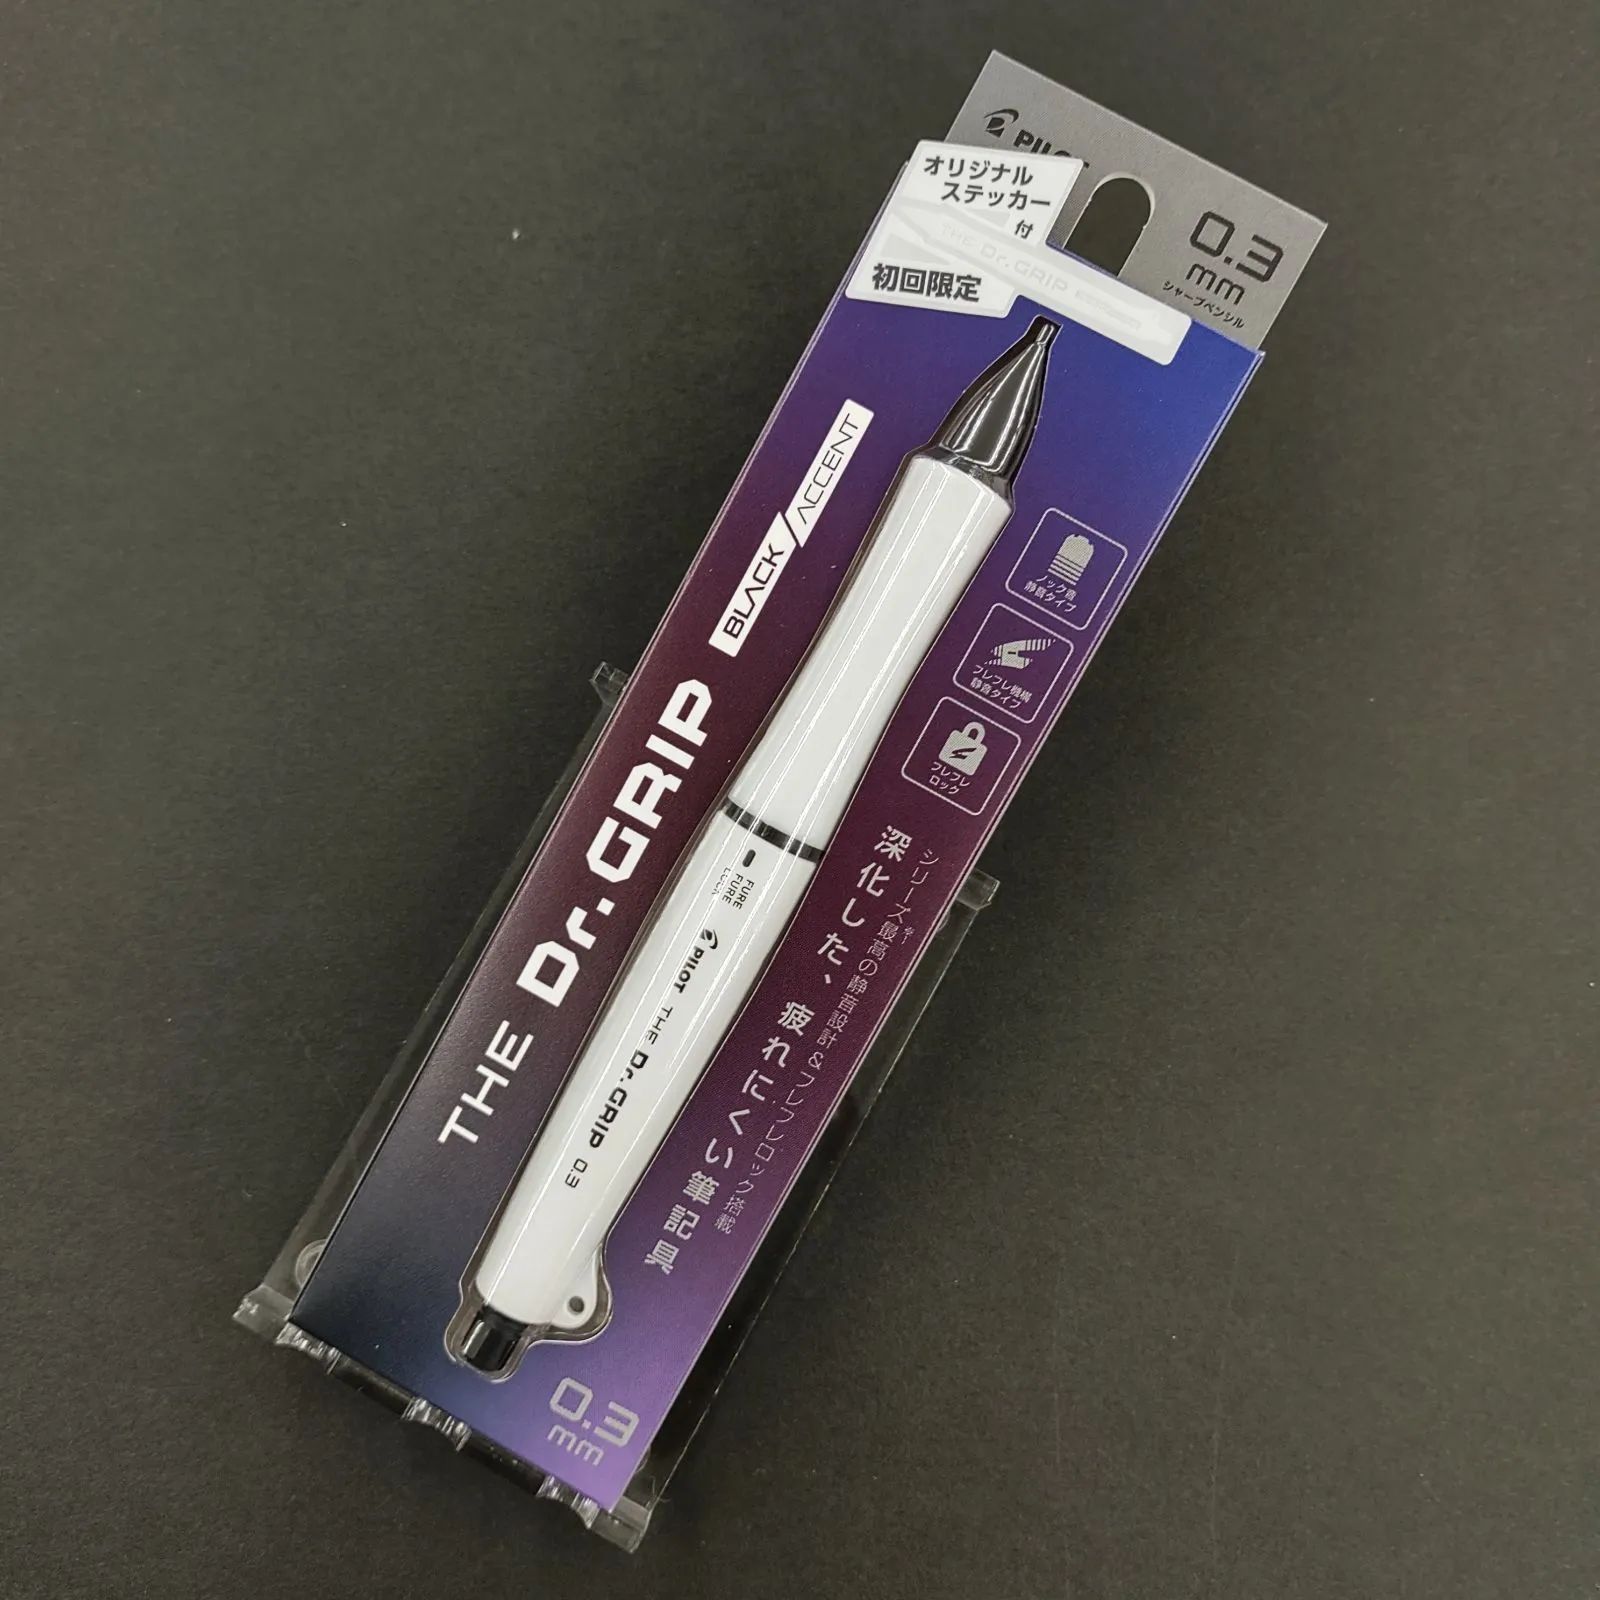 PILOT
オリジナル
ステッカー
付
THE Dr. GRIP
初回限定
0.3
mm
シャープペンシル
BLACK/ACCENT
THE Dr. GRIP
ノック音
静音タイプ
フレフレ機構
静音タイプ
フレフレ
ロック
シリーズ最高の静音設計&フレフレロック搭載
深化した、疲れにくい筆記具
FURE
FURE
LOCK
PILOT THE Dr. GRIP 0.3
0.3
mm